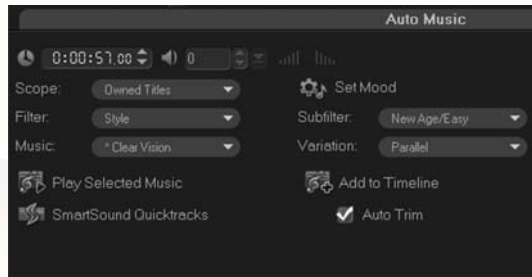 Auto Music
0:00:57.00 0
Scope: Owned Titles Set Mood
Filter: Style Subfilter: New Age/Easy
Music: * Clear Vision Variation: Parallel
Play Selected Music Add to Timeline
SmartSound Quicktracks Auto Trim